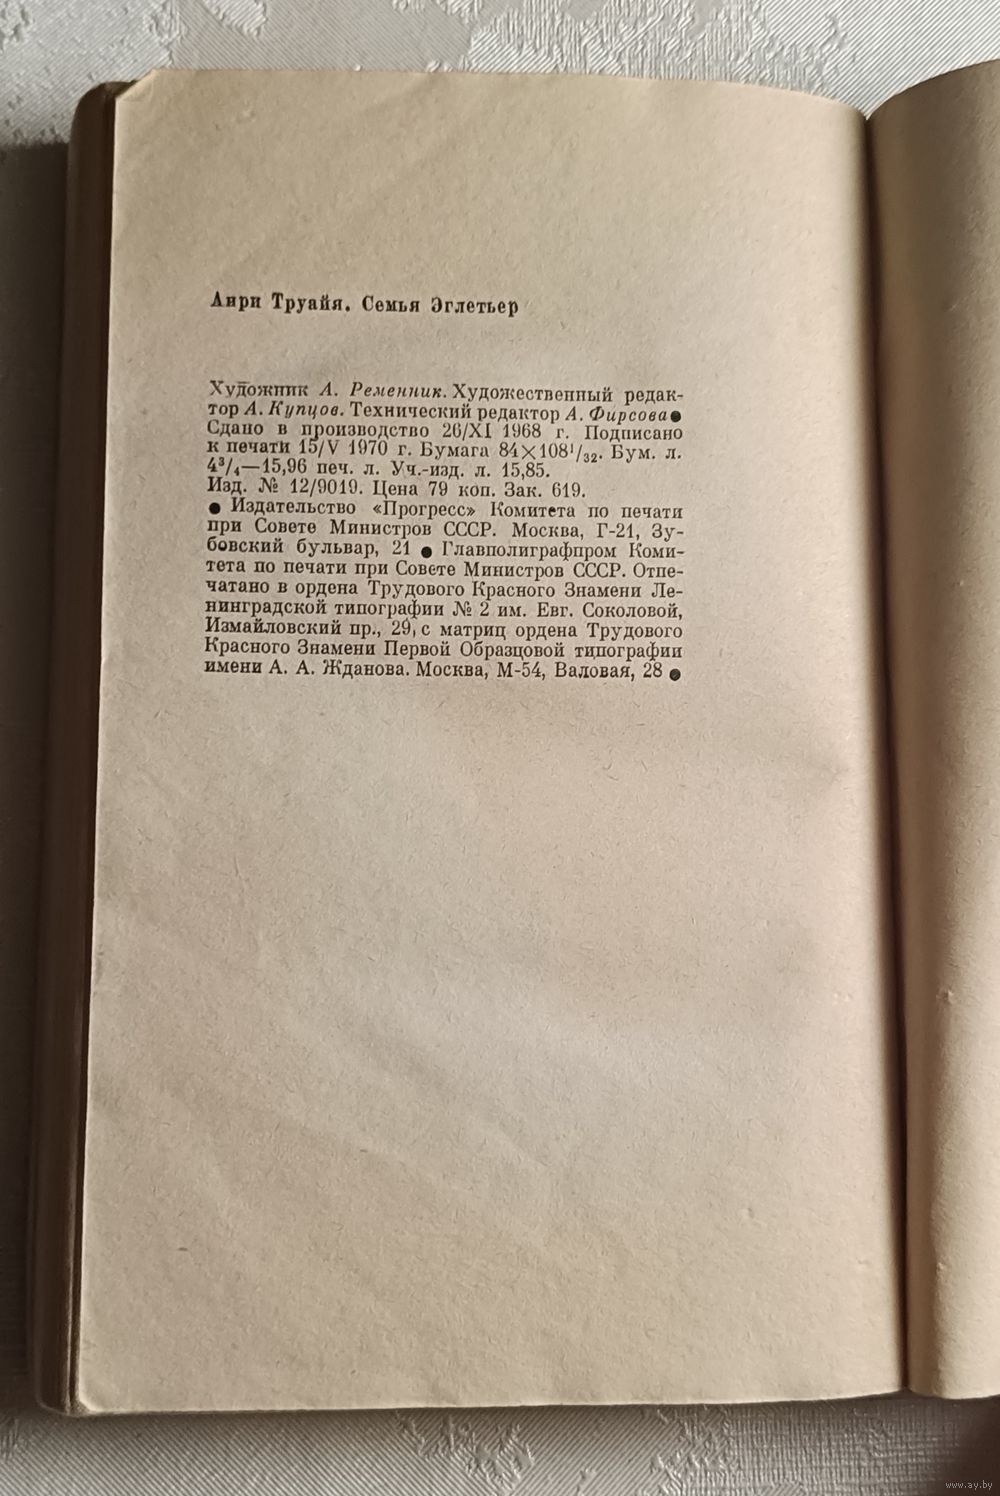 Анри Труайя. Семья Эглетьер
Художник А. Ременник. Художественный редак-
тор А. Купцов. Технический редактор А. Фирсова ●
Сдано в производство 26/XI 1968 г. Подписано
к печати 15/V 1970 г. Бумага 84×108¹/₃₂. Бум. л.
4³/₄—15,96 печ. л. Уч.-изд. л. 15,85.
Изд. № 12/9019. Цена 79 коп. Зак. 619.
● Издательство «Прогресс» Комитета по печати
при Совете Министров СССР. Москва, Г-21, Зу-
бовский бульвар, 21 ● Главполиграфпром Коми-
тета по печати при Совете Министров СССР. Отпе-
чатано в ордена Трудового Красного Знамени Ле-
нинградской типографии № 2 им. Евг. Соколовой,
Измайловский пр., 29, с матриц ордена Трудового
Красного Знамени Первой Образцовой типографии
имени А. А. Жданова. Москва, М-54, Валовая, 28 ●
www.ay.by